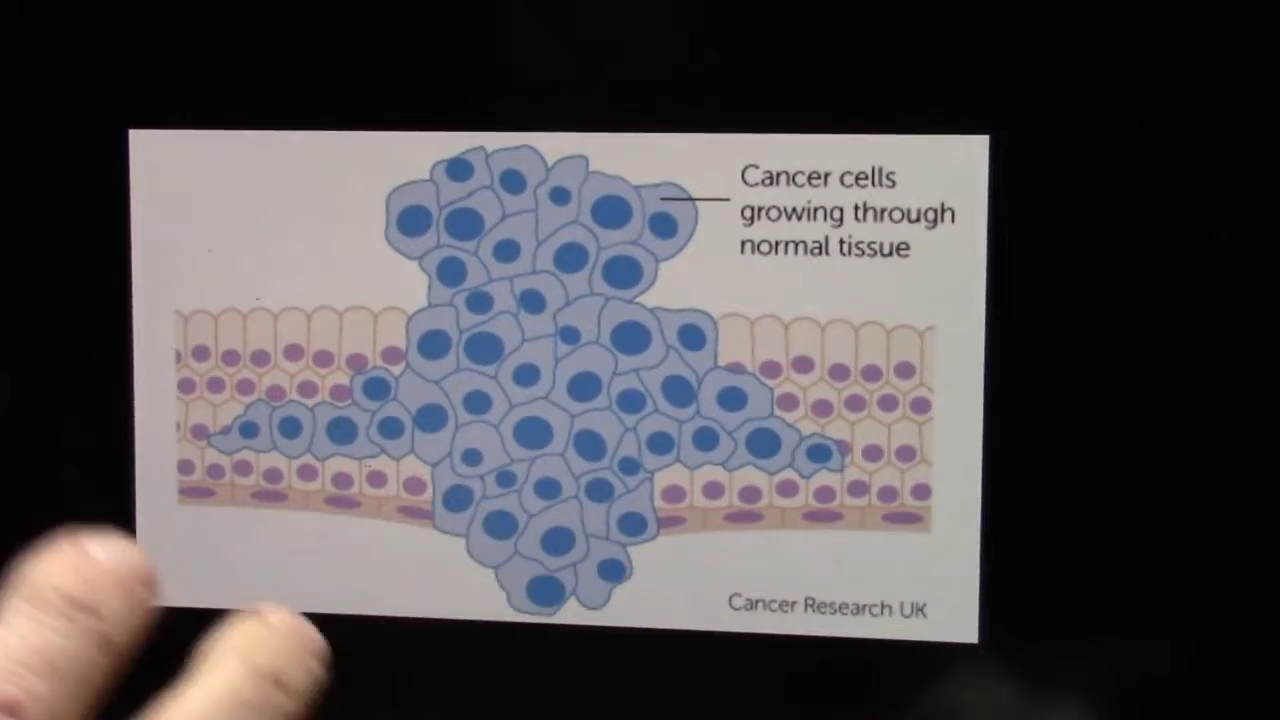 Cancer cells
growing through
normal tissue
Cancer Research UK